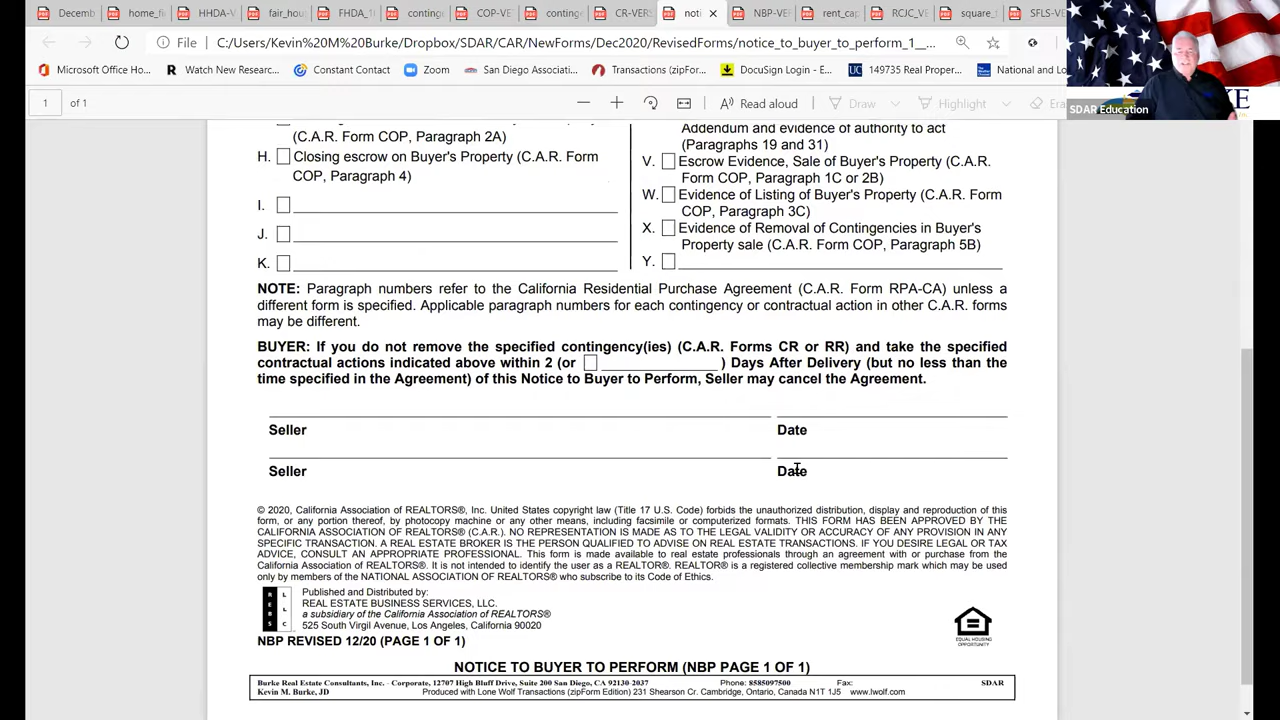 Decemb
home_fi
HHDA-V
fair_hou
FHDA_1
conting
COP-VE
conting
CR-VERS
noti
NBP-VER
rent_cap
RCJC_VE
square_
SFLS-VE
File
C:/Users/Kevin%20M%20Burke/Dropbox/SDAR/CAR/NewForms/Dec2020/RevisedForms/notice_to_buyer_to_perform_1__...
Microsoft Office Ho...
Watch New Researc...
Constant Contact
Zoom
San Diego Associati...
Transactions (zipFor...
DocuSign Login - E...
149735 Real Proper...
National and Lo
SDAR Education
1
of 1
Read aloud
Draw
Highlight
Era
(C.A.R. Form COP, Paragraph 2A)
H. Closing escrow on Buyer's Property (C.A.R. Form
COP, Paragraph 4)
I.
J.
K.
Addendum and evidence of authority to act
(Paragraphs 19 and 31)
V. Escrow Evidence, Sale of Buyer's Property (C.A.R.
Form COP, Paragraph 1C or 2B)
W. Evidence of Listing of Buyer's Property (C.A.R. Form
COP, Paragraph 3C)
X. Evidence of Removal of Contingencies in Buyer's
Property sale (C.A.R. Form COP, Paragraph 5B)
Y.
NOTE: Paragraph numbers refer to the California Residential Purchase Agreement (C.A.R. Form RPA-CA) unless a
different form is specified. Applicable paragraph numbers for each contingency or contractual action in other C.A.R. forms
may be different.
BUYER: If you do not remove the specified contingency(ies) (C.A.R. Forms CR or RR) and take the specified
contractual actions indicated above within 2 (or ______________ ) Days After Delivery (but no less than the
time specified in the Agreement) of this Notice to Buyer to Perform, Seller may cancel the Agreement.
Seller
Date
Seller
Date
© 2020, California Association of REALTORS®, Inc. United States copyright law (Title 17 U.S. Code) forbids the unauthorized distribution, display and reproduction of this
form, or any portion thereof, by photocopy machine or any other means, including facsimile or computerized formats. THIS FORM HAS BEEN APPROVED BY THE
CALIFORNIA ASSOCIATION OF REALTORS® (C.A.R.). NO REPRESENTATION IS MADE AS TO THE LEGAL VALIDITY OR ACCURACY OF ANY PROVISION IN ANY
SPECIFIC TRANSACTION. A REAL ESTATE BROKER IS THE PERSON QUALIFIED TO ADVISE ON REAL ESTATE TRANSACTIONS. IF YOU DESIRE LEGAL OR TAX
ADVICE, CONSULT AN APPROPRIATE PROFESSIONAL. This form is made available to real estate professionals through an agreement with or purchase from the
California Association of REALTORS®. It is not intended to identify the user as a REALTOR®. REALTOR® is a registered collective membership mark which may be used
only by members of the NATIONAL ASSOCIATION OF REALTORS® who subscribe to its Code of Ethics.
R E B S L L C
Published and Distributed by:
REAL ESTATE BUSINESS SERVICES, LLC.
a subsidiary of the California Association of REALTORS®
525 South Virgil Avenue, Los Angeles, California 90020
EQUAL HOUSING
OPPORTUNITY
NBP REVISED 12/20 (PAGE 1 OF 1)
NOTICE TO BUYER TO PERFORM (NBP PAGE 1 OF 1)
Burke Real Estate Consultants, Inc. - Corporate, 12707 High Bluff Drive, Suite 200 San Diego, CA 92130-2037 Phone: 8585097500 Fax: SDAR
Kevin M. Burke, JD Produced with Lone Wolf Transactions (zipForm Edition) 231 Shearson Cr. Cambridge, Ontario, Canada N1T 1J5 www.lwolf.com